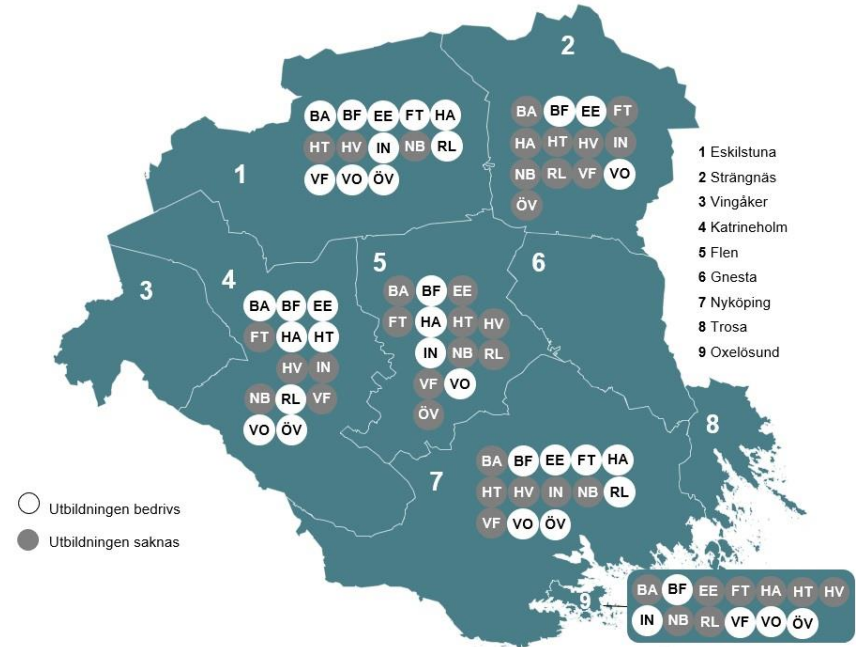 2
BA BF EE FT
HA HT HV IN
NB RL VF VO
ÖV
1
BA BF EE FT HA
HT HV IN NB RL
VF VO ÖV
1 Eskilstuna
2 Strängnäs
3 Vingåker
4 Katrineholm
5 Flen
6 Gnesta
7 Nyköping
8 Trosa
9 Oxelösund
3
4
BA BF EE
FT HA HT
HV IN
NB RL VF
VO ÖV
5
BA BF EE
FT HA HT HV
IN NB RL
VF VO
ÖV
6
7
BA BF EE FT HA
HT HV IN NB RL
VF VO ÖV
8
Utbildningen bedrivs
Utbildningen saknas
9
BA BF EE FT HA HT HV
IN NB RL VF VO ÖV